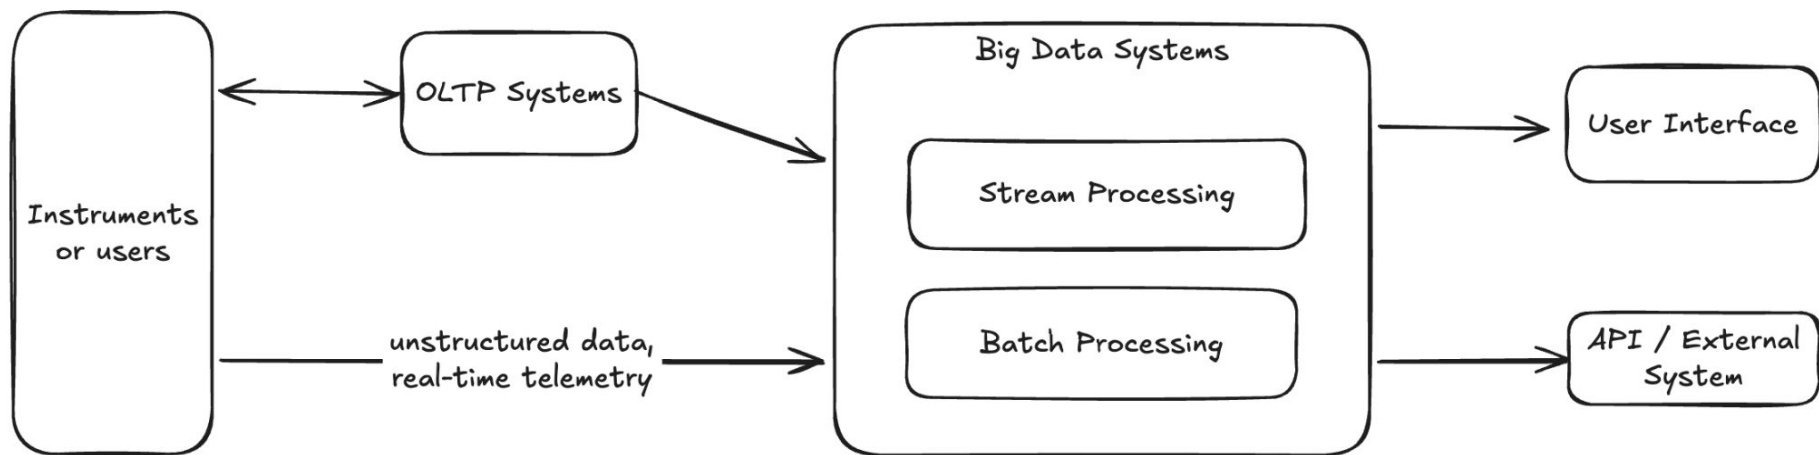 Instruments
or users
OLTP Systems
unstructured data,
real-time telemetry
Big Data Systems
Stream Processing
Batch Processing
User Interface
API / External
System